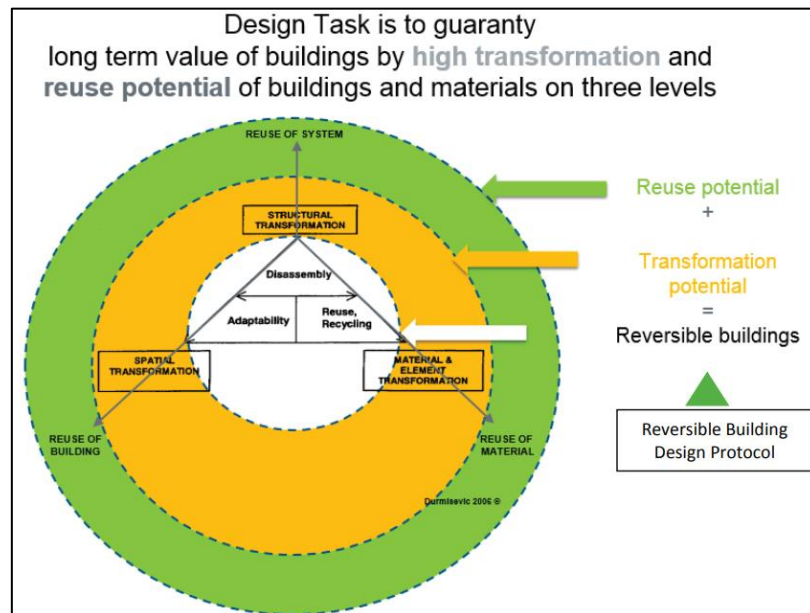 Design Task is to guaranty
long term value of buildings by high transformation and
reuse potential of buildings and materials on three levels
REUSE OF SYSTEM
STRUCTURAL
TRANSFORMATION
Disassembly
Adaptability
Reuse,
Recycling
SPATIAL
TRANSFORMATION
MATERIAL &
ELEMENT
TRANSFORMATION
REUSE OF
BUILDING
REUSE OF
MATERIAL
Durmisevic 2006 ©
Reuse potential
+
Transformation
potential
=
Reversible buildings
Reversible Building
Design Protocol